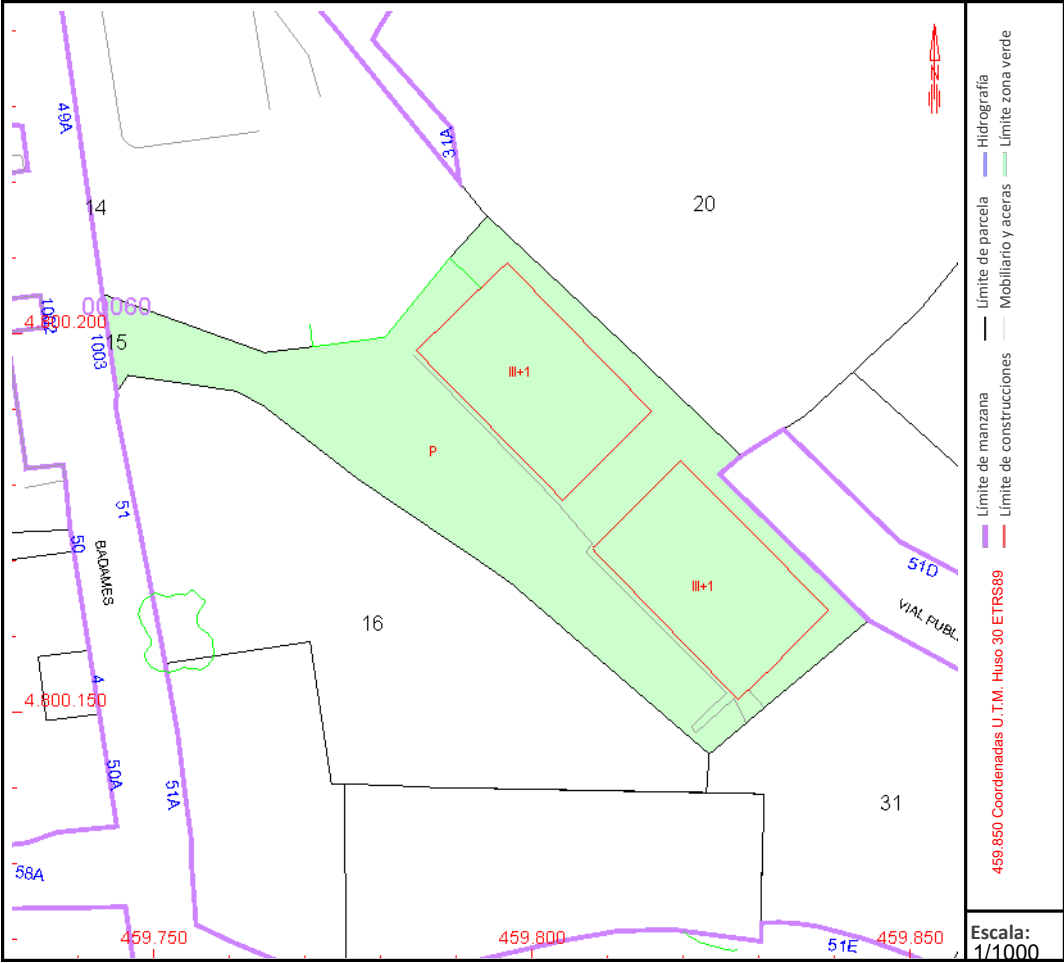 49A
31A
14
20
00060
1002
4.800.200
1003
15
III+1
P
51
50
BADAMES
16
III+1
51D
VIAL PUBL.
4.800.150
4
50A
51A
31
58A
459.750
459.800
459.850
51E
N
Hidrografía
Límite zona verde
Límite de parcela
Mobiliario y aceras
Límite de manzana
Límite de construcciones
459.850 Coordenadas U.T.M. Huso 30 ETRS89
Escala:
1/1000